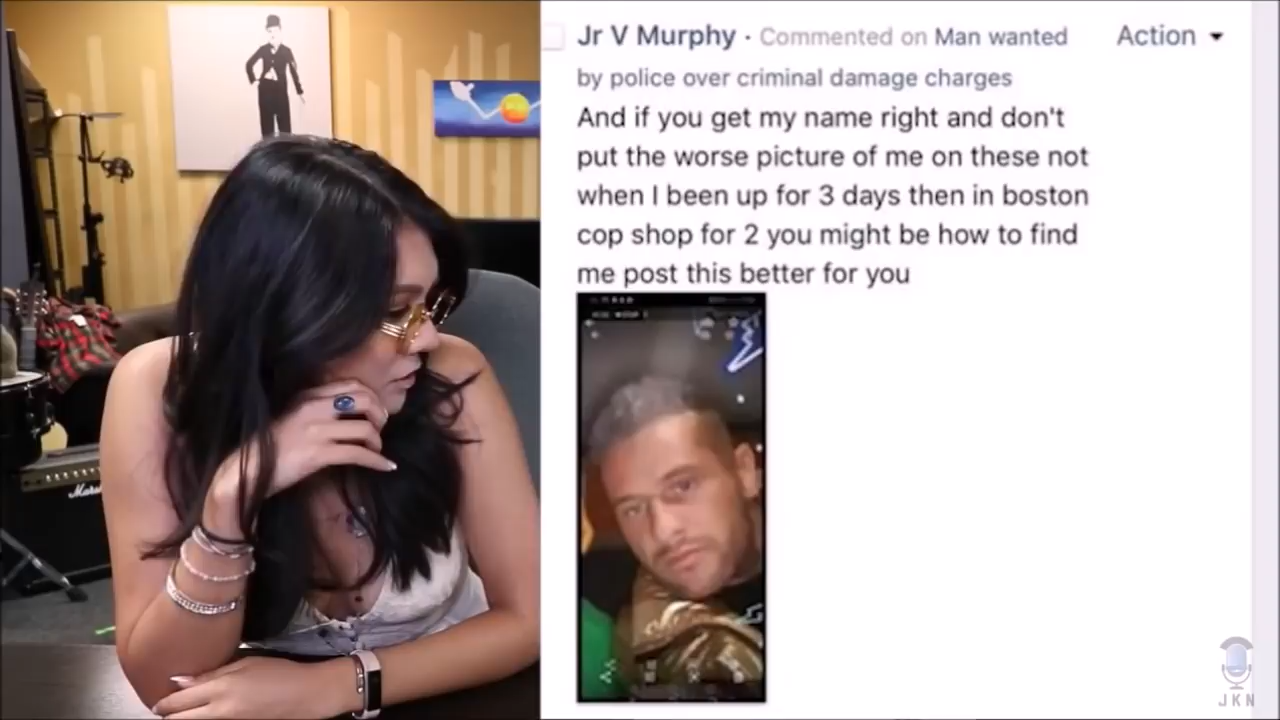 Jr V Murphy · Commented on Man wanted Action
by police over criminal damage charges
And if you get my name right and don't
put the worse picture of me on these not
when I been up for 3 days then in boston
cop shop for 2 you might be how to find
me post this better for you
Marsh
JKN